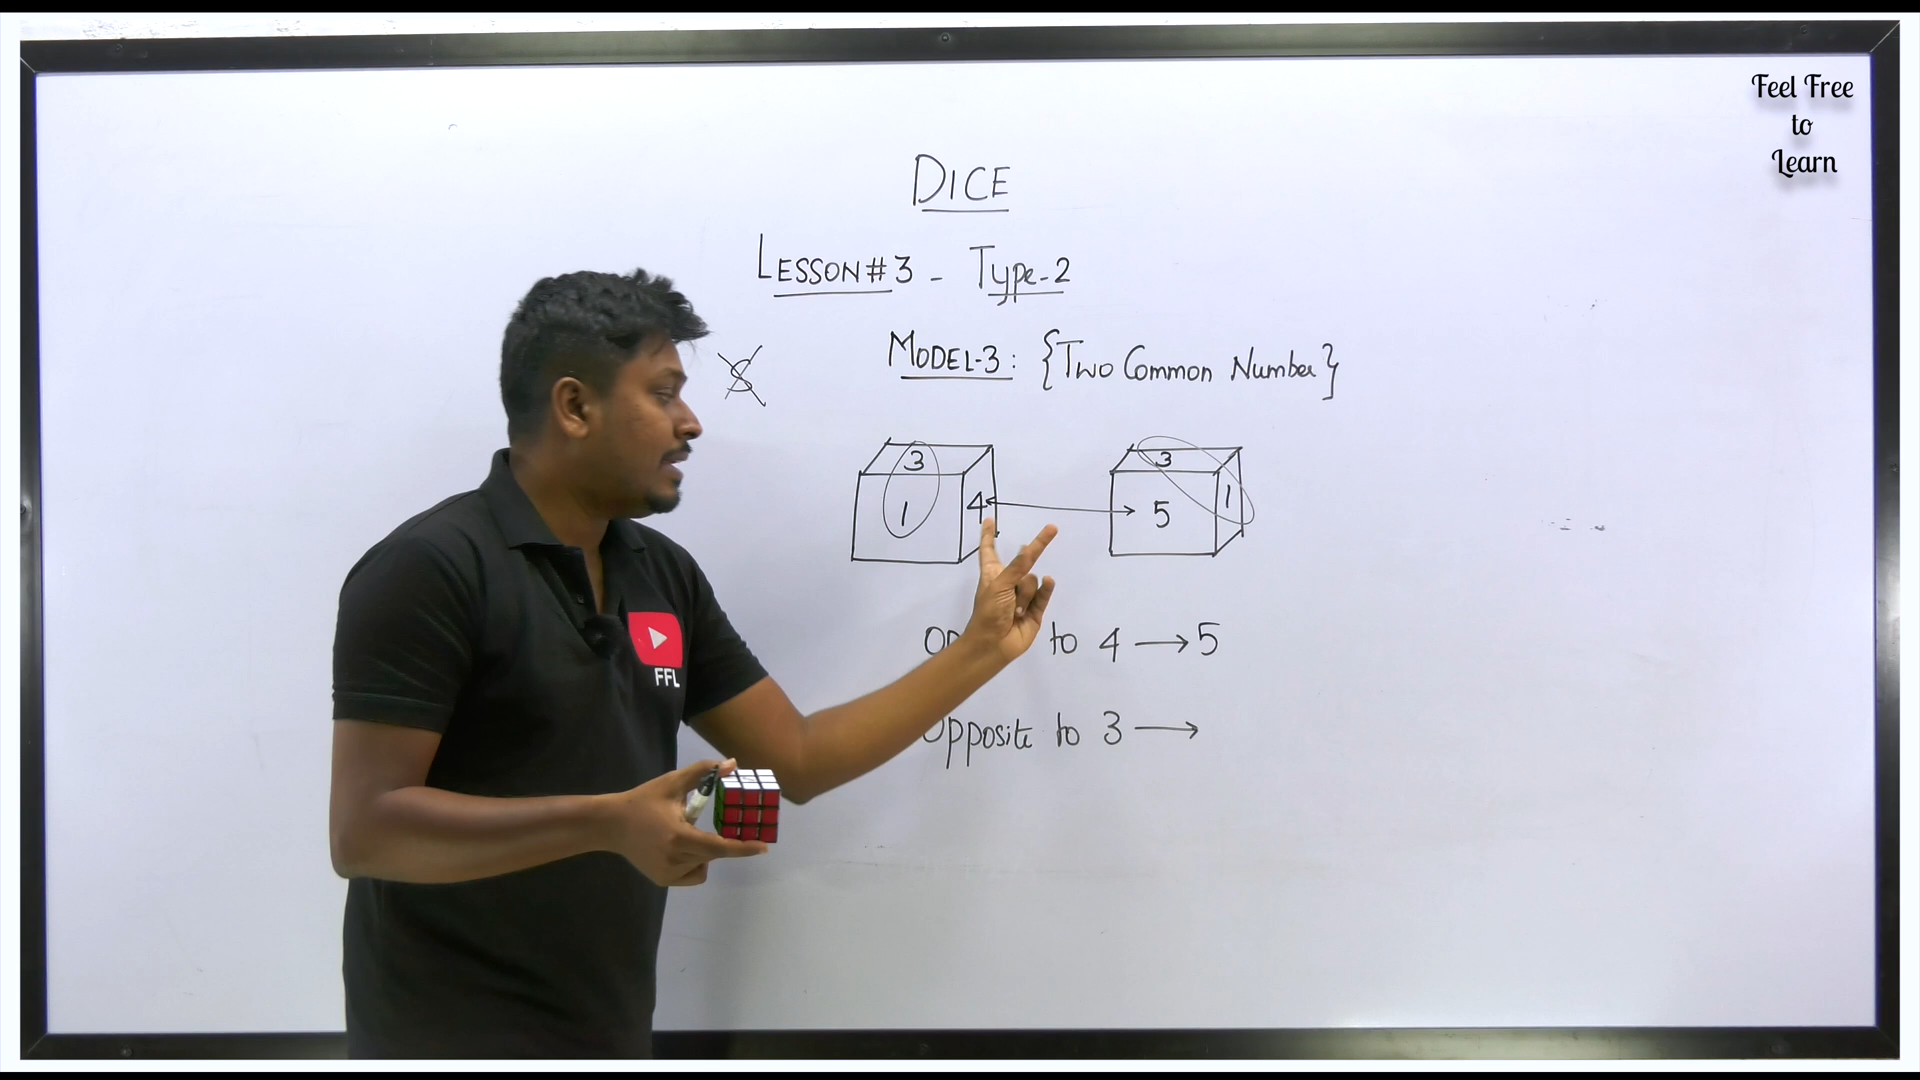 Feel Free
to
Learn
DICE
LESSON#3 - Type-2
MODEL-3: {Two Common Number}
S
3
1
4
3
5
1
to 4 → 5
Opposite to 3 →
FFL